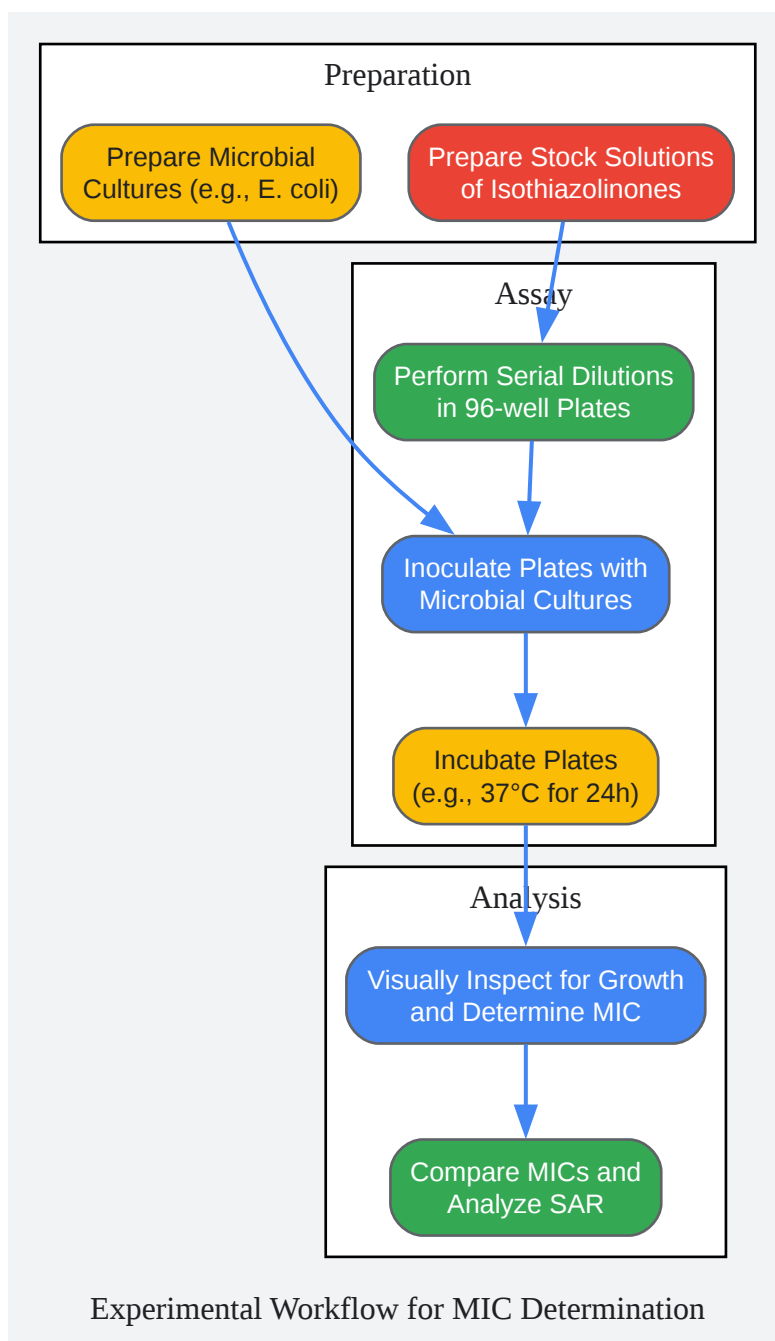 Preparation
Prepare Microbial
Cultures (e.g., E. coli)
Prepare Stock Solutions
of Isothiazolinones
Assay
Perform Serial Dilutions
in 96-well Plates
Inoculate Plates with
Microbial Cultures
Incubate Plates
(e.g., 37°C for 24h)
Analysis
Visually Inspect for Growth
and Determine MIC
Compare MICs and
Analyze SAR
Experimental Workflow for MIC Determination